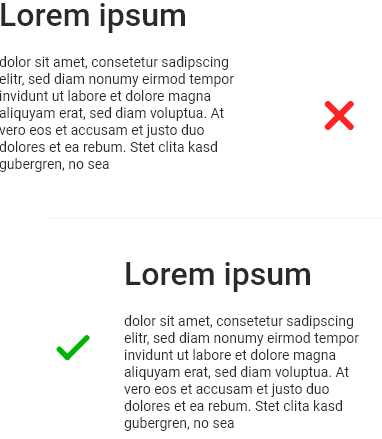 Lorem ipsum
dolor sit amet, consetetur sadipscing
elitr, sed diam nonumy eirmod tempor
invidunt ut labore et dolore magna
aliquyam erat, sed diam voluptua. At
vero eos et accusam et justo duo
dolores et ea rebum. Stet clita kasd
gubergren, no sea
Lorem ipsum
dolor sit amet, consetetur sadipscing
elitr, sed diam nonumy eirmod tempor
invidunt ut labore et dolore magna
aliquyam erat, sed diam voluptua. At
vero eos et accusam et justo duo
dolores et ea rebum. Stet clita kasd
gubergren, no sea